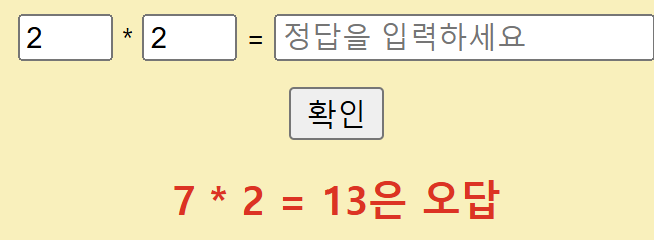 2 * 2 = 정답을 입력하세요
확인
7 * 2 = 13은 오답